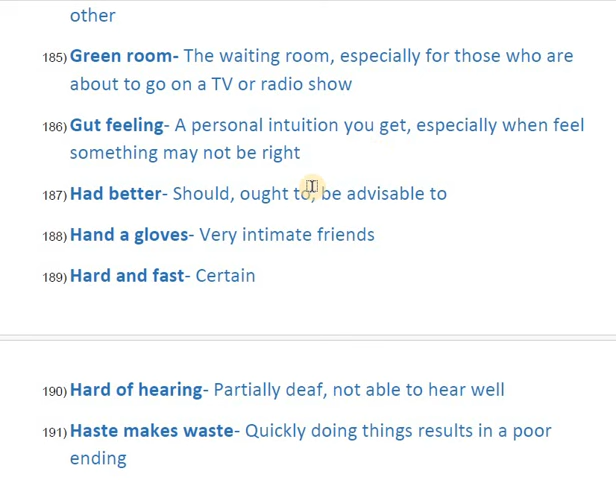 other
185) Green room- The waiting room, especially for those who are
about to go on a TV or radio show
186) Gut feeling- A personal intuition you get, especially when feel
something may not be right
187) Had better- Should, ought to, be advisable to
188) Hand a gloves- Very intimate friends
189) Hard and fast- Certain
190) Hard of hearing- Partially deaf, not able to hear well
191) Haste makes waste- Quickly doing things results in a poor
ending